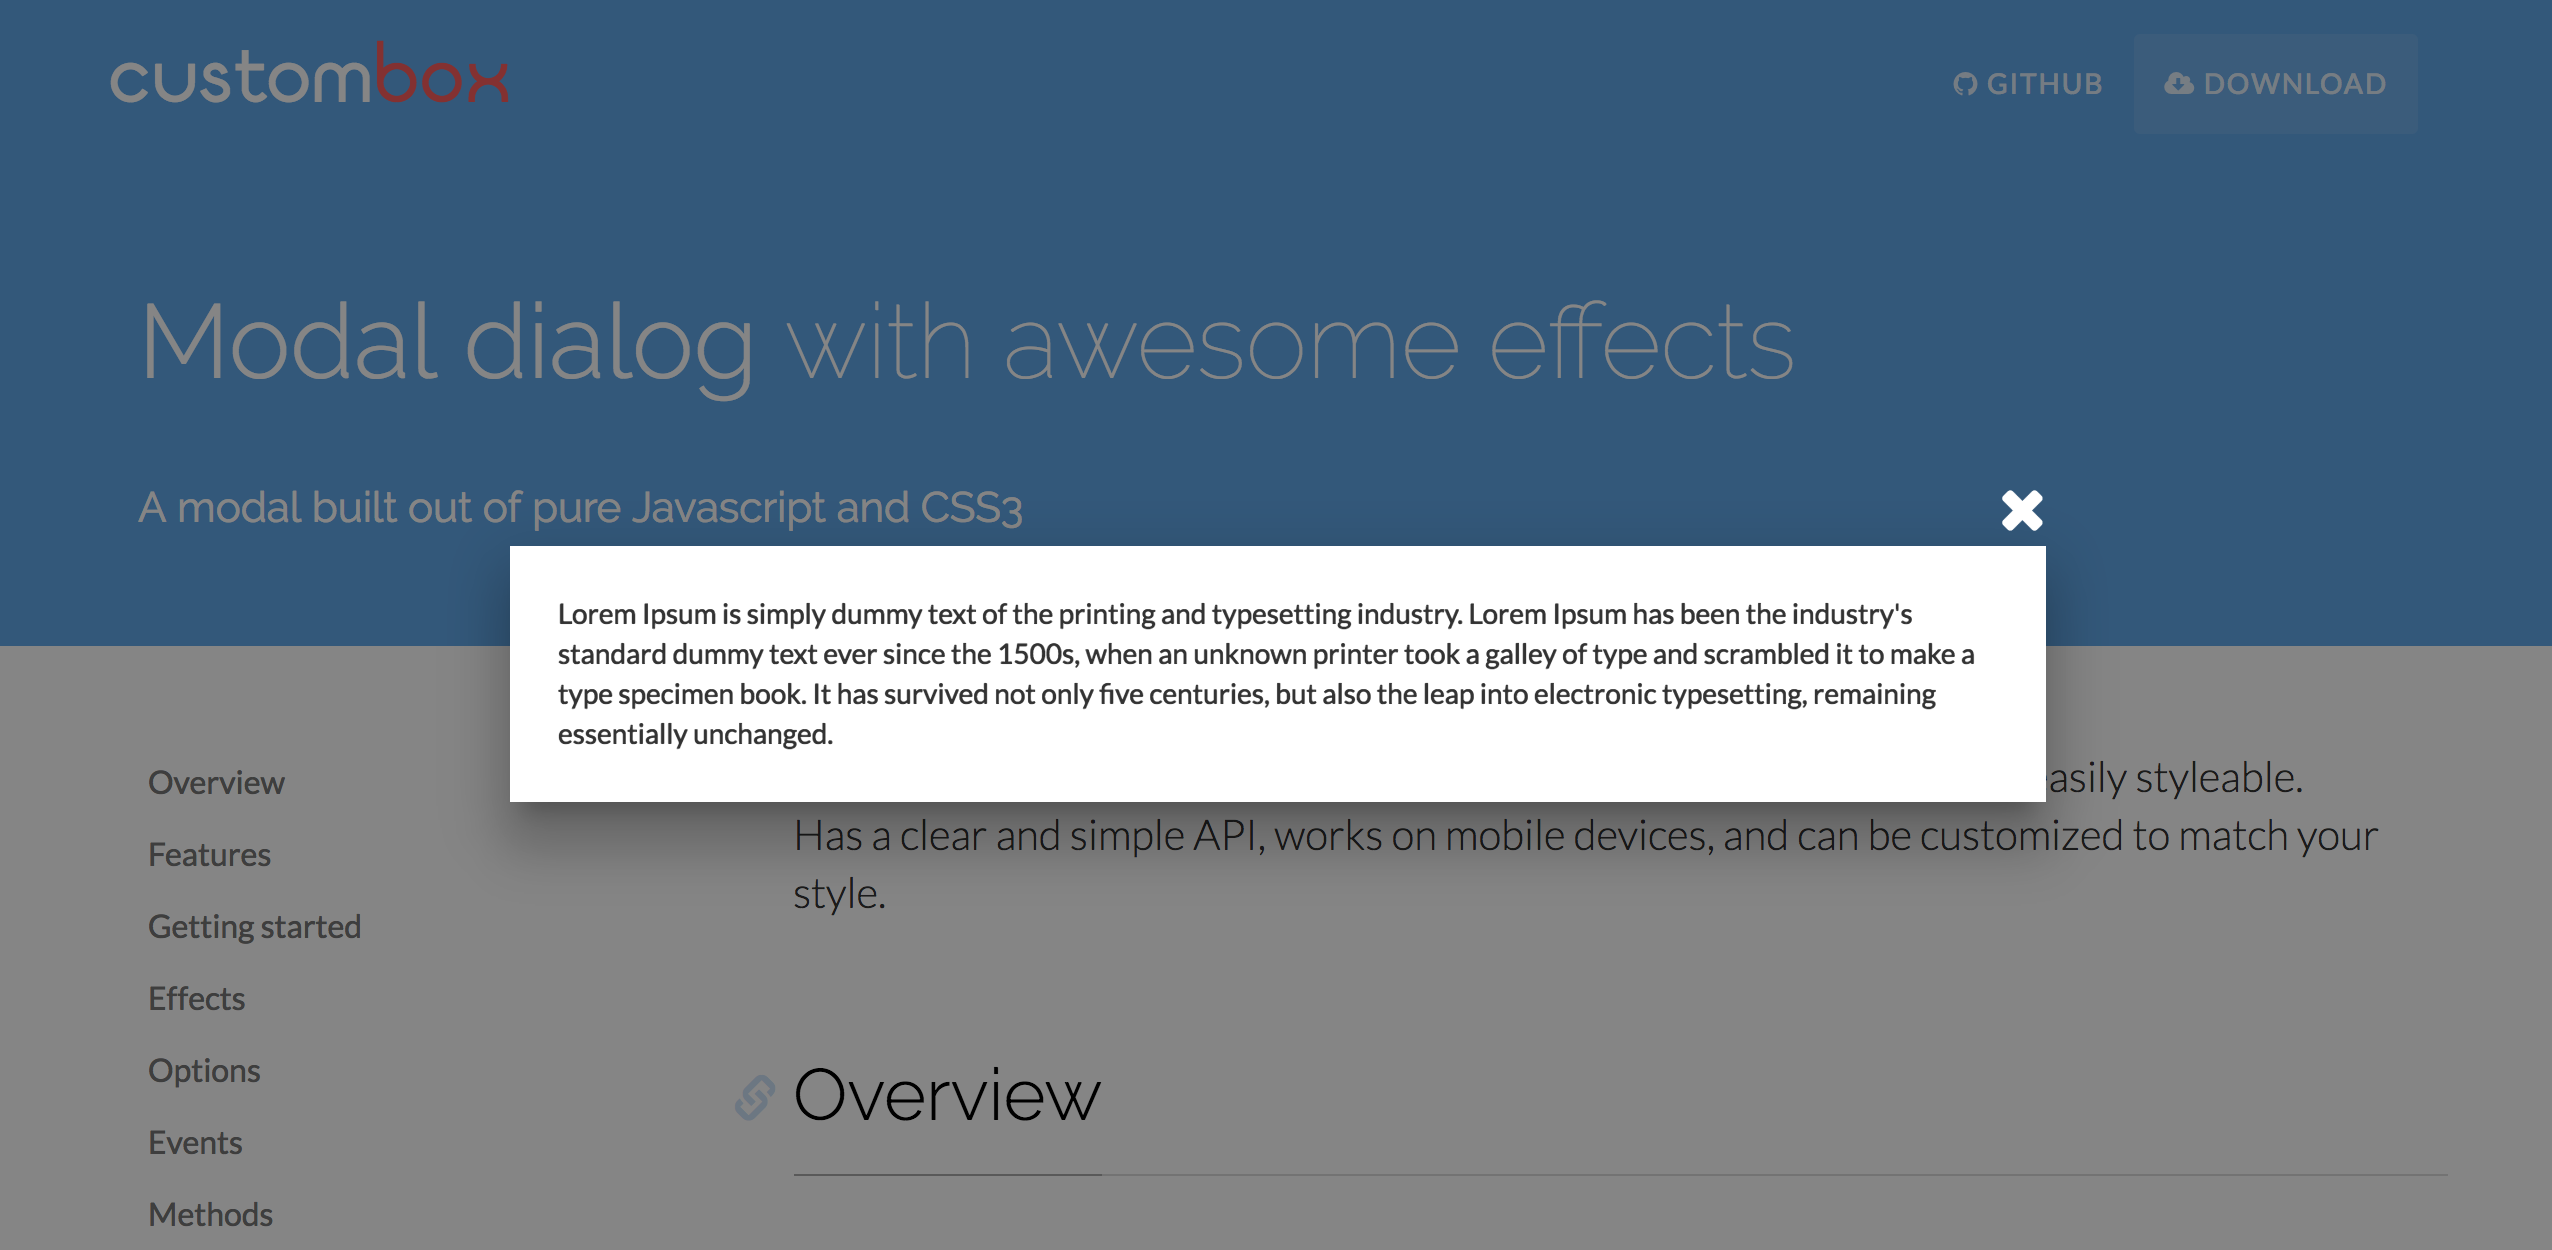 custombox
GITHUB
DOWNLOAD
Modal dialog with awesome effects
A modal built out of pure Javascript and CSS3
Lorem Ipsum is simply dummy text of the printing and typesetting industry. Lorem Ipsum has been the industry's
standard dummy text ever since the 1500s, when an unknown printer took a galley of type and scrambled it to make a
type specimen book. It has survived not only five centuries, but also the leap into electronic typesetting, remaining
essentially unchanged.
Overview
Features
Getting started
Effects
Options
Events
Methods
styleable.
Has a clear and simple API, works on mobile devices, and can be customized to match your
style.
Overview